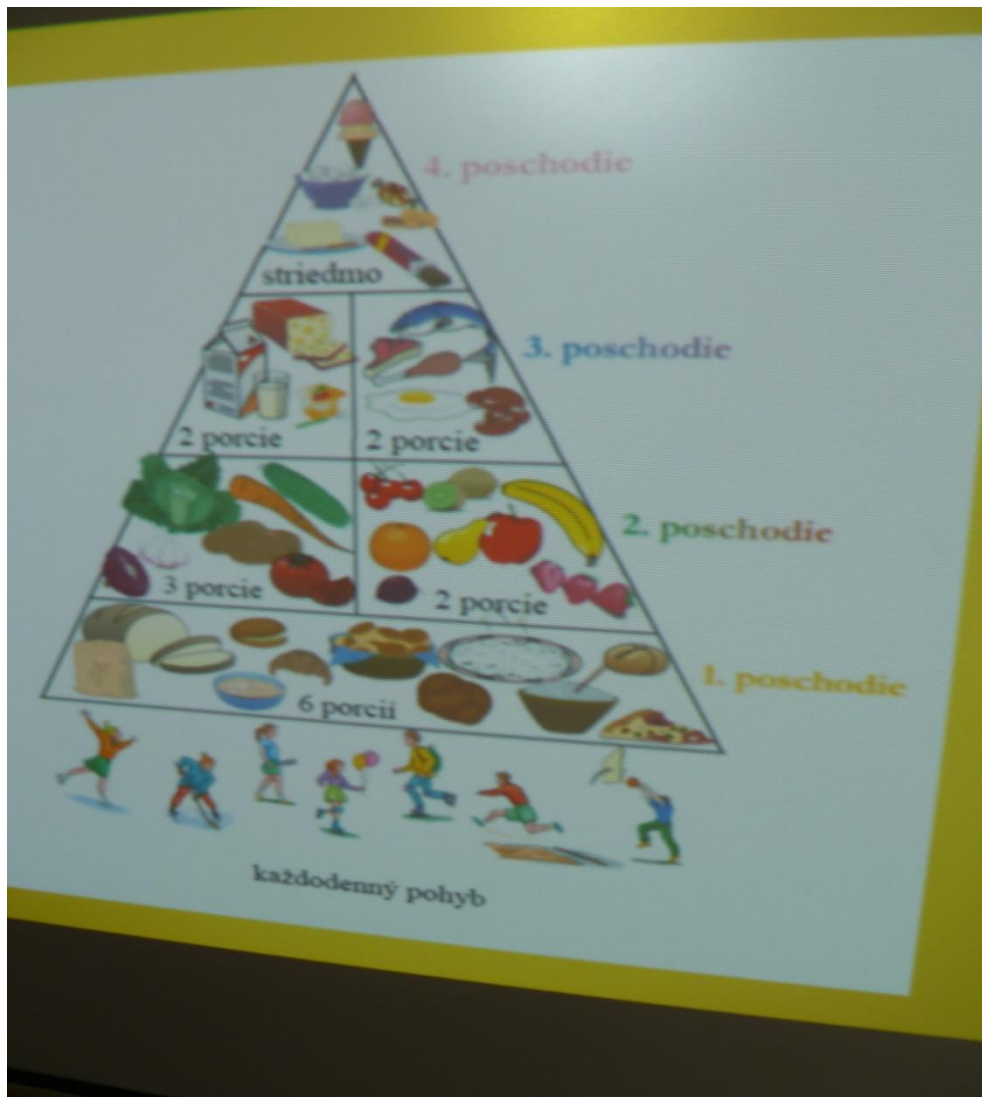 4. poschodie
striedmo
3. poschodie
2 porcie
2 porcie
2. poschodie
3 porcie
2 porcie
1. poschodie
6 porcií
každodenný pohyb